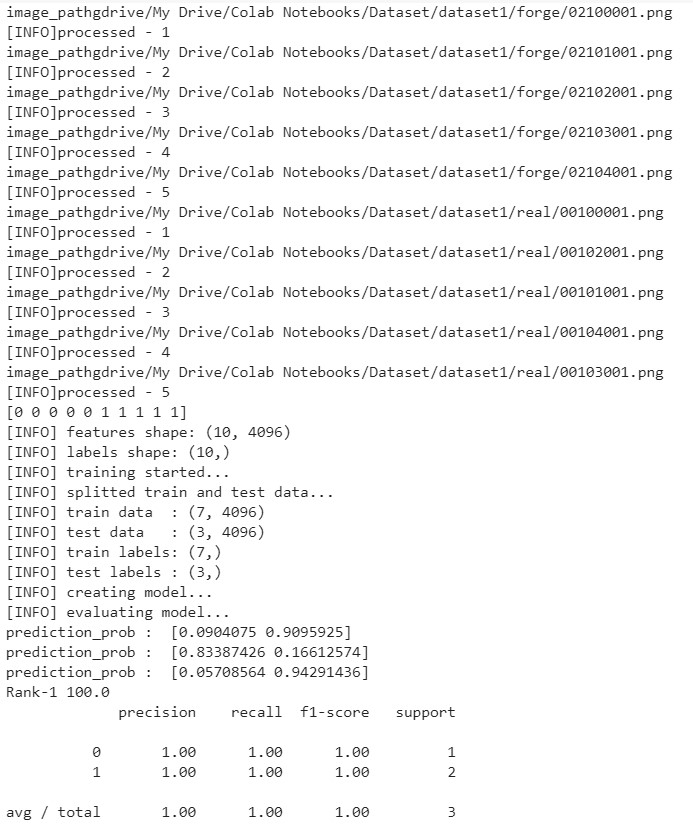 image_pathgdrive/My Drive/Colab Notebooks/Dataset/dataset1/forge/02100001.png
[INFO]processed - 1
image_pathgdrive/My Drive/Colab Notebooks/Dataset/dataset1/forge/02101001.png
[INFO]processed - 2
image_pathgdrive/My Drive/Colab Notebooks/Dataset/dataset1/forge/02102001.png
[INFO]processed - 3
image_pathgdrive/My Drive/Colab Notebooks/Dataset/dataset1/forge/02103001.png
[INFO]processed - 4
image_pathgdrive/My Drive/Colab Notebooks/Dataset/dataset1/forge/02104001.png
[INFO]processed - 5
image_pathgdrive/My Drive/Colab Notebooks/Dataset/dataset1/real/00100001.png
[INFO]processed - 1
image_pathgdrive/My Drive/Colab Notebooks/Dataset/dataset1/real/00102001.png
[INFO]processed - 2
image_pathgdrive/My Drive/Colab Notebooks/Dataset/dataset1/real/00101001.png
[INFO]processed - 3
image_pathgdrive/My Drive/Colab Notebooks/Dataset/dataset1/real/00104001.png
[INFO]processed - 4
image_pathgdrive/My Drive/Colab Notebooks/Dataset/dataset1/real/00103001.png
[INFO]processed - 5
[0 0 0 0 0 1 1 1 1 1]
[INFO] features shape: (10, 4096)
[INFO] labels shape: (10,)
[INFO] training started...
[INFO] splitted train and test data...
[INFO] train data  : (7, 4096)
[INFO] test data   : (3, 4096)
[INFO] train labels: (7,)
[INFO] test labels : (3,)
[INFO] creating model...
[INFO] evaluating model...
prediction_prob :  [0.0904075 0.9095925]
prediction_prob :  [0.83387426 0.16612574]
prediction_prob :  [0.05708564 0.94291436]
Rank-1 100.0
             precision    recall  f1-score   support
          0       1.00      1.00      1.00         1
          1       1.00      1.00      1.00         2
avg / total       1.00      1.00      1.00         3